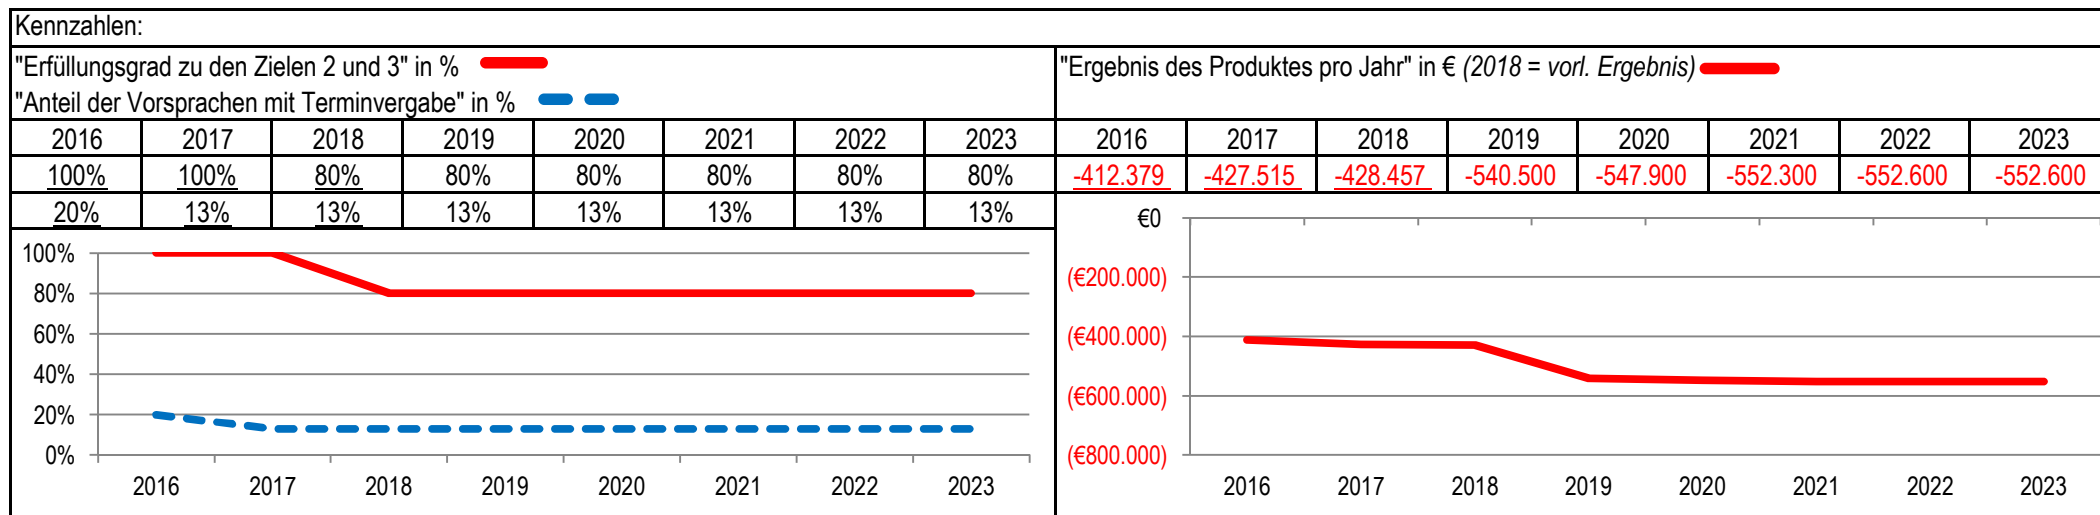 Kennzahlen:
"Erfüllungsgrad zu den Zielen 2 und 3" in %
"Anteil der Vorsprachen mit Terminvergabe" in %
2016 2017 2018 2019 2020 2021 2022 2023
100% 100% 80% 80% 80% 80% 80% 80%
20% 13% 13% 13% 13% 13% 13% 13%
100%
80%
60%
40%
20%
0%
2016 2017 2018 2019 2020 2021 2022 2023
"Ergebnis des Produktes pro Jahr" in € (2018 = vorl. Ergebnis)
2016 2017 2018 2019 2020 2021 2022 2023
-412.379 -427.515 -428.457 -540.500 -547.900 -552.300 -552.600 -552.600
€0
(€200.000)
(€400.000)
(€600.000)
(€800.000)
2016 2017 2018 2019 2020 2021 2022 2023